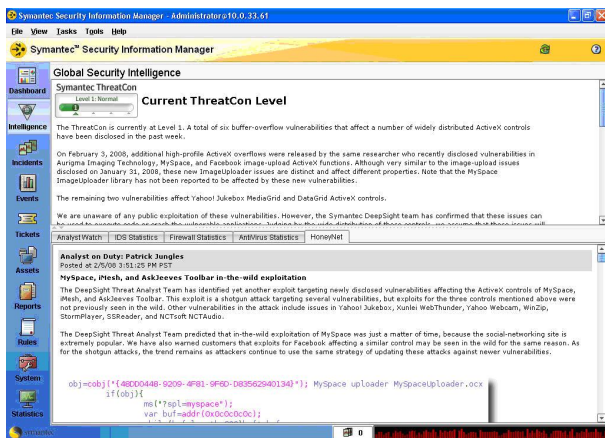 Symantec Security Information Manager - Administrator@10.0.33.61
File View Tasks Tools Help
Symantec™ Security Information Manager
Dashboard
Intelligence
Incidents
Events
Tickets
Assets
Reports
Rules
System
Statistics
Global Security Intelligence
Symantec ThreatCon
Level 1: Normal
1
Current ThreatCon Level
The ThreatCon is currently at Level 1. A total of six buffer-overflow vulnerabilities that affect a number of widely distributed ActiveX controls
have been disclosed in the past week.
On February 3, 2008, additional high-profile ActiveX overflows were released by the same researcher who recently disclosed vulnerabilities in
Aurigma Imaging Technology, MySpace, and Facebook image-upload ActiveX functions. Although very similar to the image-upload issues
disclosed on January 31, 2008, these new ImageUploader issues are distinct and affect different properties. Note that the MySpace
ImageUploader library has not been reported to be affected by these new vulnerabilities.
The remaining two vulnerabilities affect Yahoo! Jukebox MediaGrid and DataGrid ActiveX controls.
We are unaware of any public exploitation of these vulnerabilities. However, the Symantec DeepSight team has confirmed that these issues can
Analyst Watch IDS Statistics Firewall Statistics AntiVirus Statistics HoneyNet
Analyst on Duty: Patrick Jungles
Posted at 2/5/08 3:51:25 PM PST
MySpace, iMesh, and AskJeeves Toolbar in-the-wild exploitation
The DeepSight Threat Analyst Team has identified yet another exploit targeting newly disclosed vulnerabilities affecting the ActiveX controls of MySpace,
iMesh, and AskJeeves Toolbar. This exploit is a shotgun attack targeting several vulnerabilities, but exploits for the three controls mentioned above were
not previously seen in the wild. Other vulnerabilities in the attack include issues in Yahoo! Jukebox, Xunlei WebThunder, Yahoo Webcam, WinZip,
StormPlayer, SSReader, and NCTsoft NCTAudio.
The DeepSight Threat Analyst Team predicted that in-the-wild exploitation of MySpace was just a matter of time, because the social-networking site is
extremely popular. We have also warned customers that exploits for Facebook affecting a similar control may be seen in the wild for the same reason. As
for the shotgun attacks, the trend remains as attackers continue to use the same strategy of updating these attacks against newer vulnerabilities.
obj=cobj("{48DD0448-9209-4F81-9F6D-D83562940134}"); MySpace uploader MySpaceUploader.ocx
if(obj){
ms("?spl=myspace");
var buf=addr(0x0c0c0c0c);
0